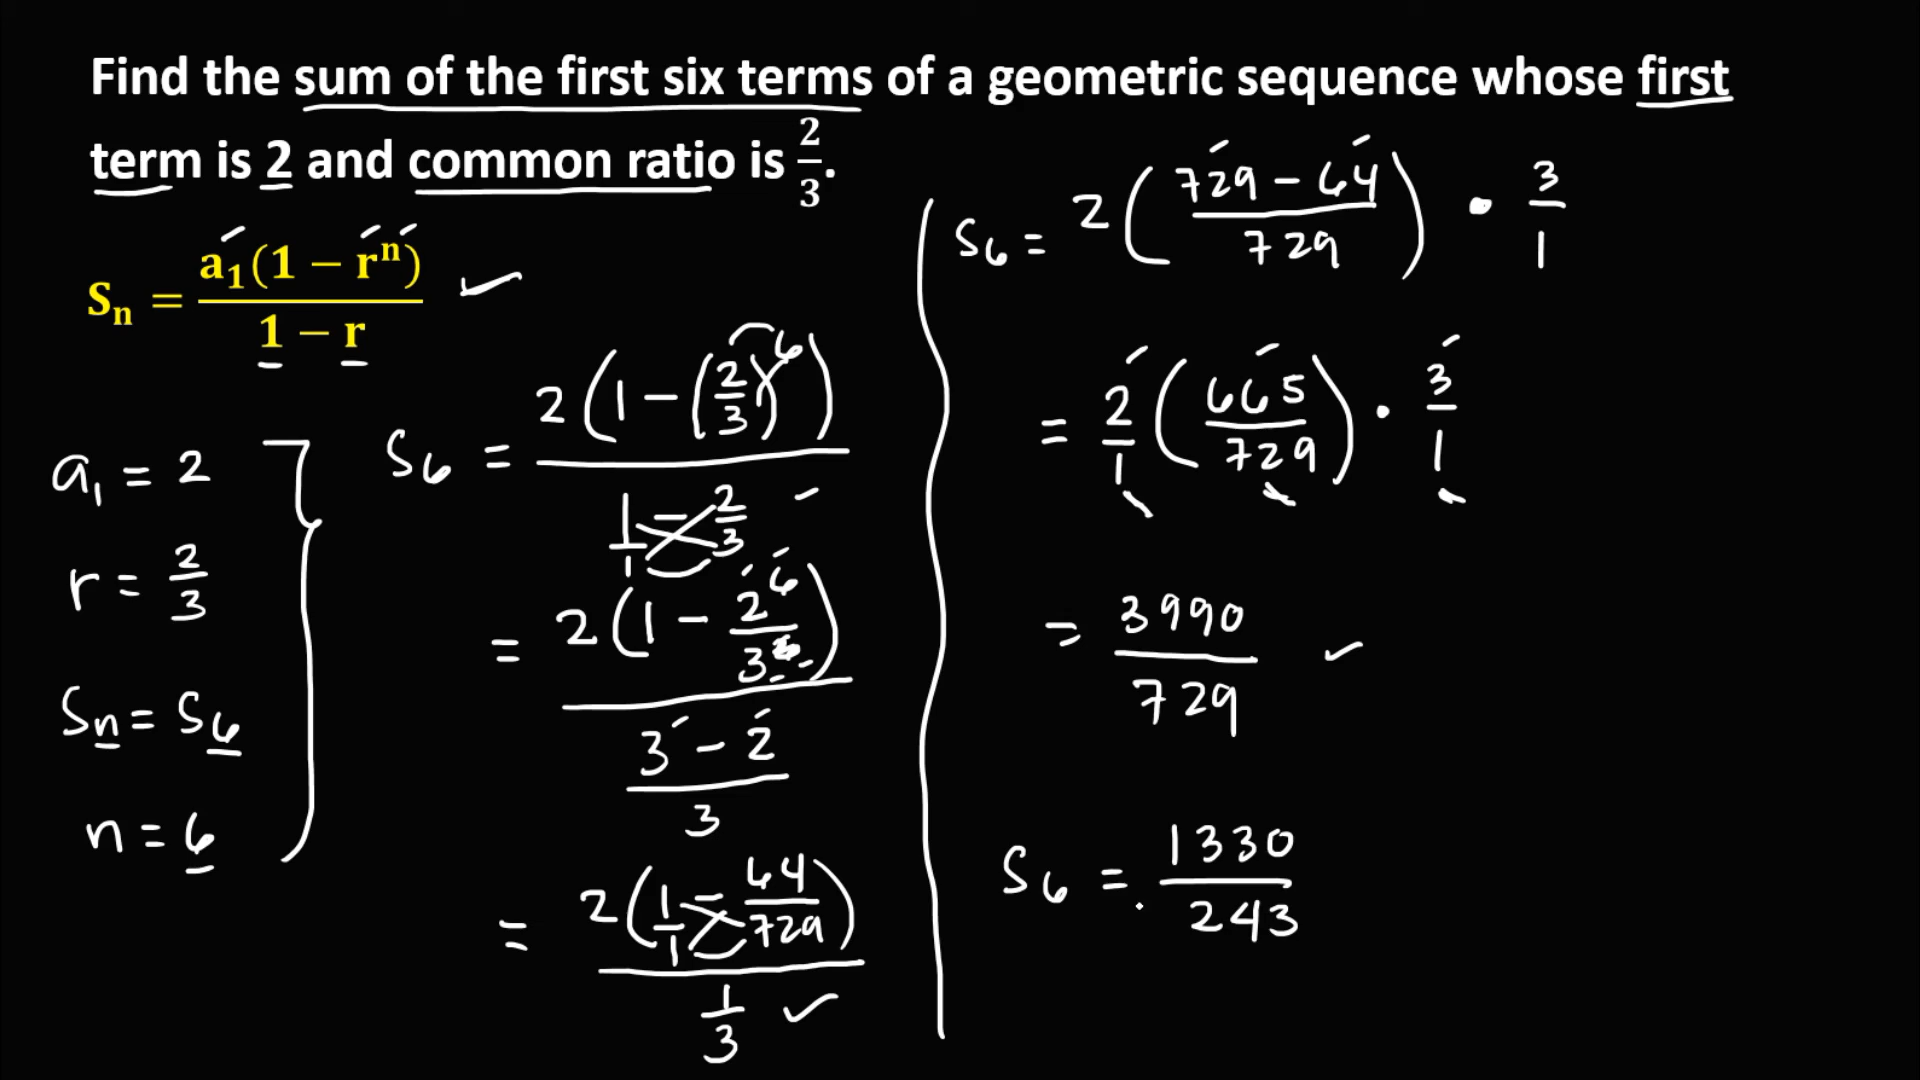 Find the sum of the first six terms of a geometric sequence whose first
term is 2 and common ratio is 2/3.
Sₙ = a₁(1 − rⁿ) / (1 − r) ✓
a₁ = 2
r = 2/3
Sn = S6
n = 6
S6 = 2(1 − (2/3)^6) / (1/1 − 2/3)
= 2(1 − 2^6/3^6) / ((3 − 2)/3)
= 2(1/1 − 64/729) / (1/3) ✓
S6 = 2((729 − 64)/729) · 3/1
= 2/1 (665/729) · 3/1
= 3990/729 ✓
S6 = 1330/243